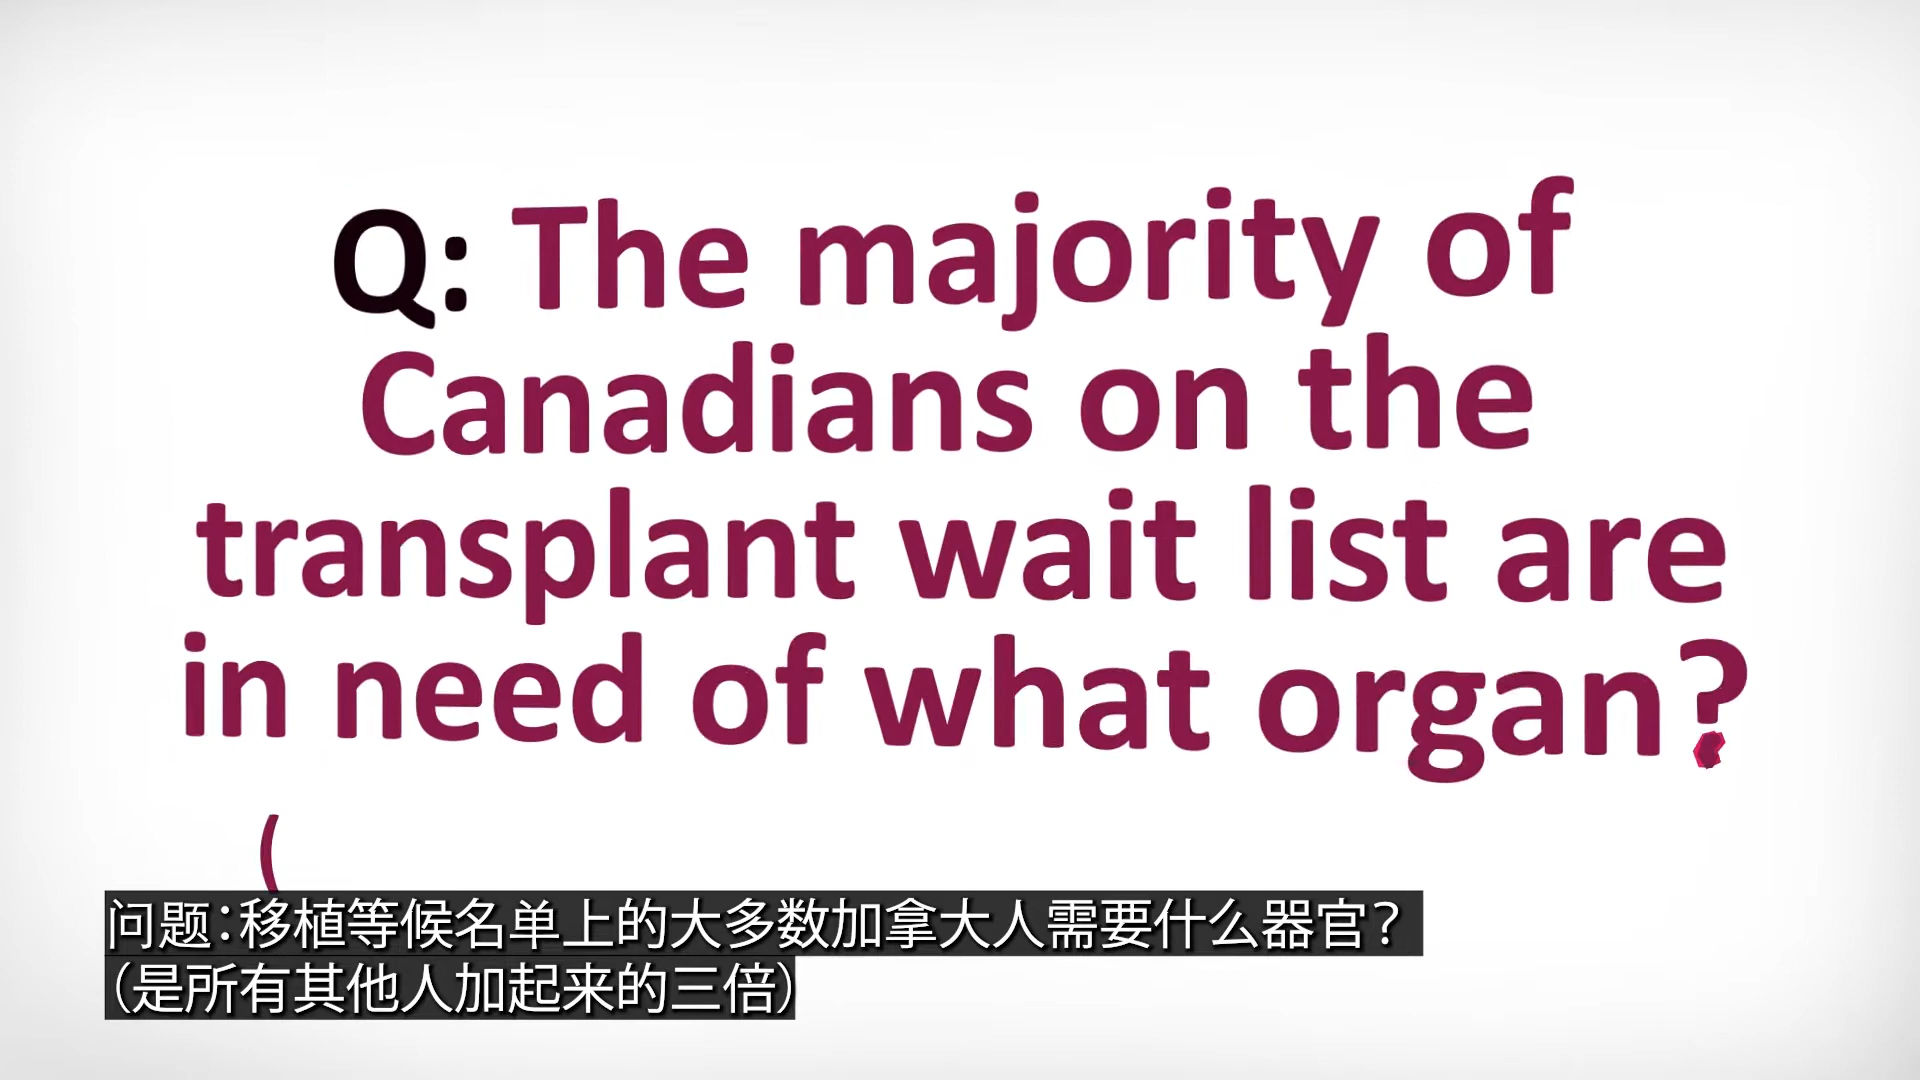 Q: The majority of
Canadians on the
transplant wait list are
in need of what organ?
(
问题：移植等候名单上的大多数加拿大人需要什么器官？
（是所有其他人加起来的三倍）